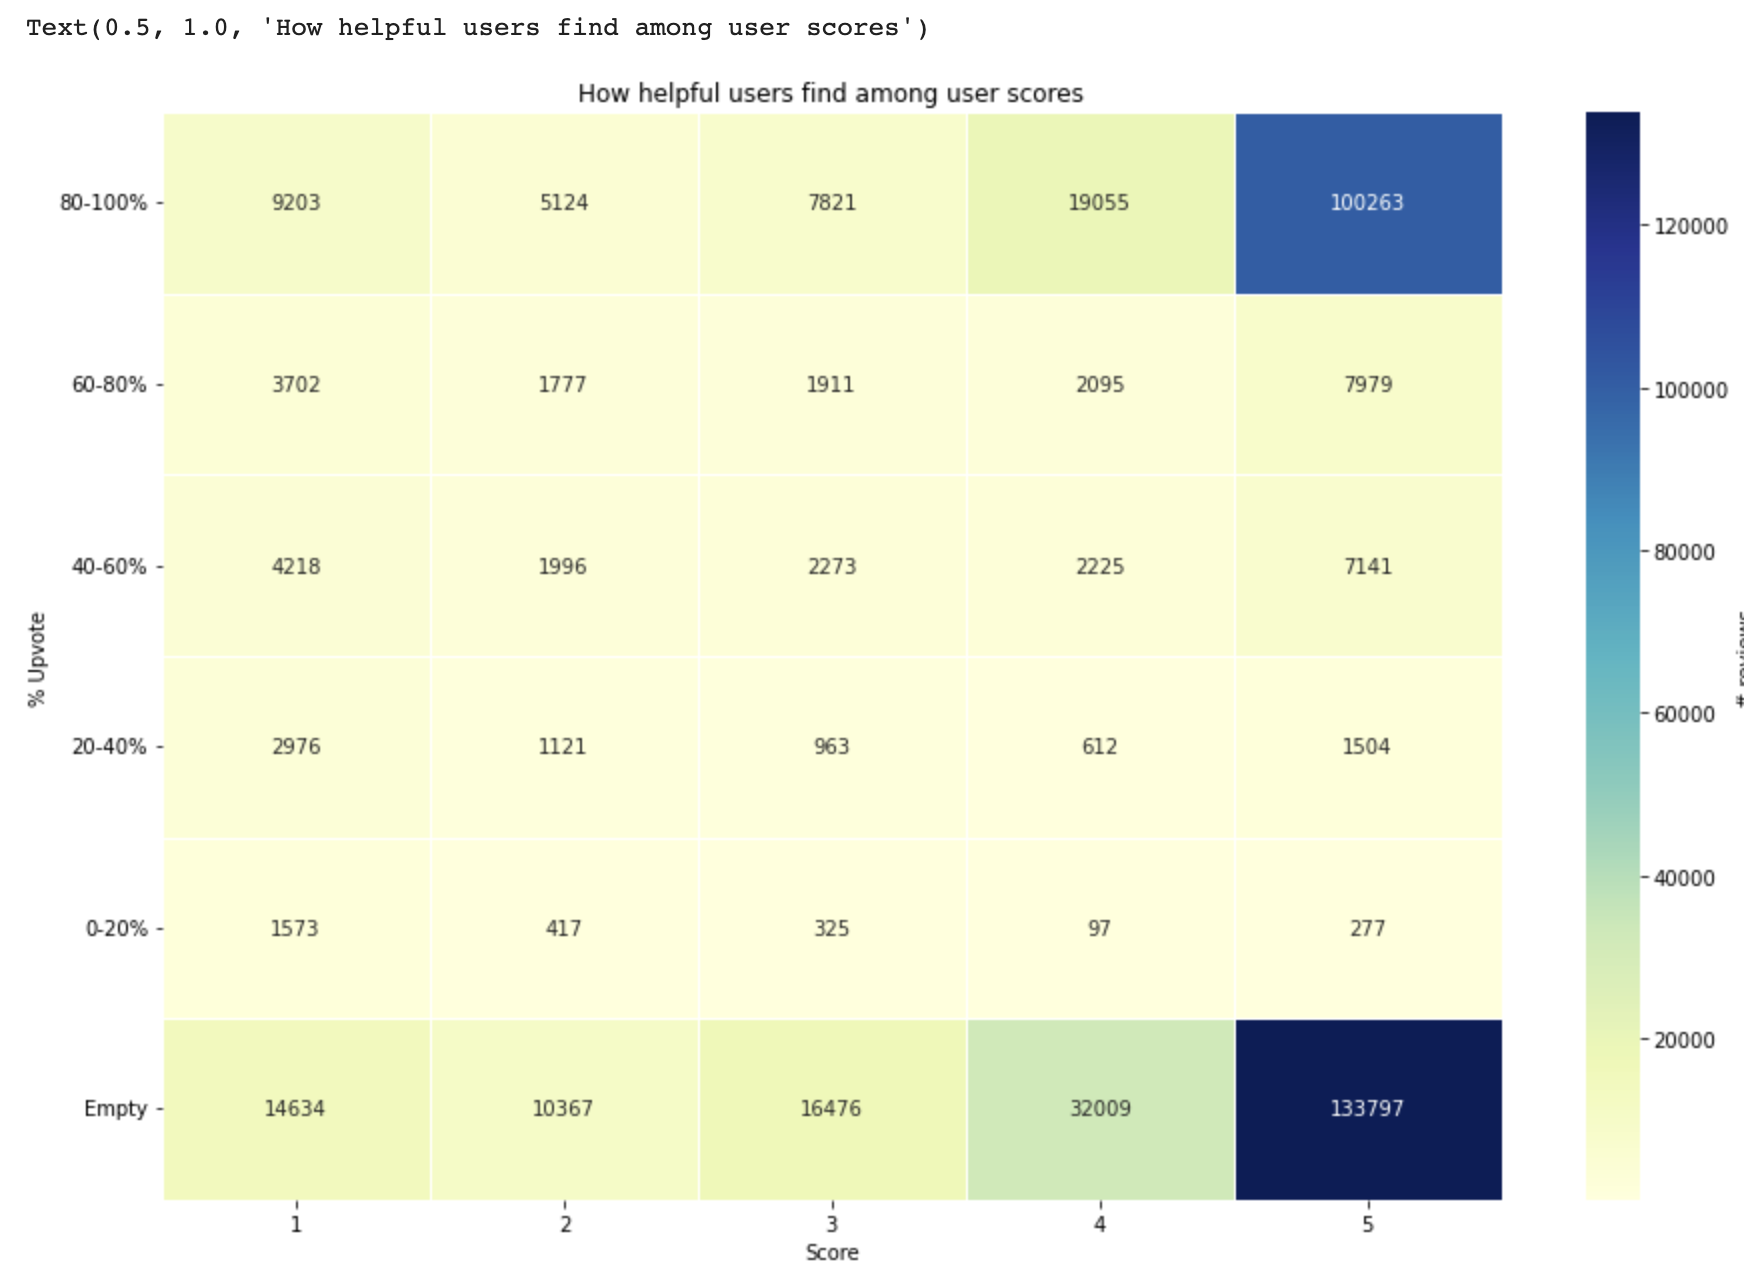 Text(0.5, 1.0, 'How helpful users find among user scores')
How helpful users find among user scores
80-100% 9203 5124 7821 19055 100263
60-80% 3702 1777 1911 2095 7979
40-60% 4218 1996 2273 2225 7141
20-40% 2976 1121 963 612 1504
0-20% 1573 417 325 97 277
Empty 14634 10367 16476 32009 133797
1 2 3 4 5
Score
% Upvote
120000
100000
80000
60000
40000
20000
# reviews